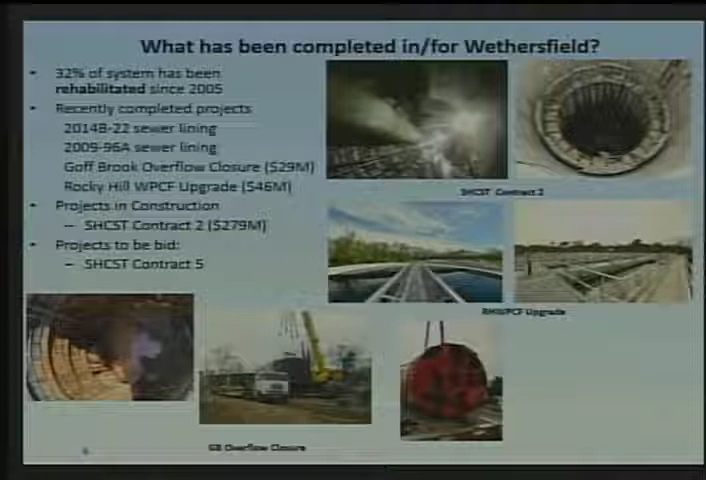 What has been completed in/for Wethersfield?
• 32% of system has been
rehabilitated since 2005
• Recently completed projects
2014B-22 sewer lining
2009-96A sewer lining
Goff Brook Overflow Closure ($29M)
Rocky Hill WPCF Upgrade ($46M)
• Projects in Construction
– SHCST Contract 2 ($279M)
• Projects to be bid:
– SHCST Contract 5
SHCST Contract 2
RHWPCF Upgrade
GB Overflow Closure